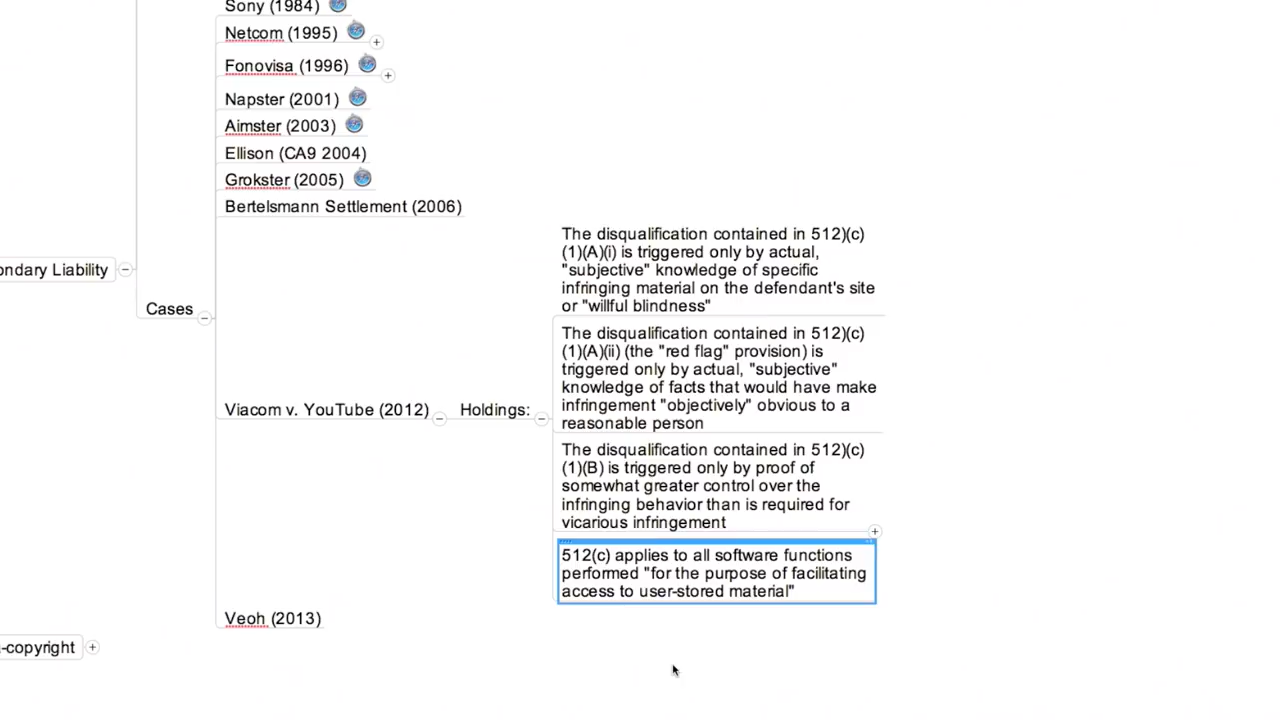 Sony (1984)
Netcom (1995)
Fonovisa (1996)
Napster (2001)
Aimster (2003)
Ellison (CA9 2004)
Grokster (2005)
Bertelsmann Settlement (2006)
The disqualification contained in 512)(c)
(1)(A)(i) is triggered only by actual,
"subjective" knowledge of specific
infringing material on the defendant's site
or "willful blindness"
ondary Liability
Cases
The disqualification contained in 512)(c)
(1)(A)(ii) (the "red flag" provision) is
triggered only by actual, "subjective"
knowledge of facts that would have make
infringement "objectively" obvious to a
reasonable person
Viacom v. YouTube (2012)
Holdings:
The disqualification contained in 512)(c)
(1)(B) is triggered only by proof of
somewhat greater control over the
infringing behavior than is required for
vicarious infringement
512(c) applies to all software functions
performed "for the purpose of facilitating
access to user-stored material"
Veoh (2013)
-copyright